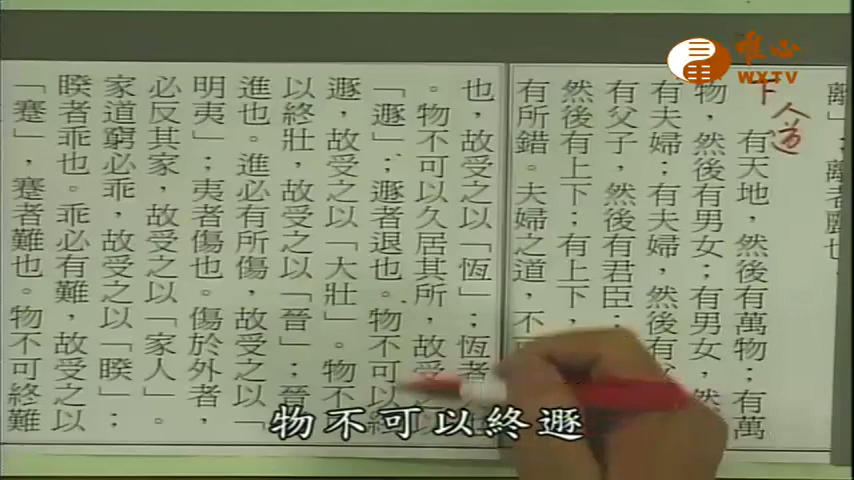 離」；離者麗也
下人道
有天地，然後有萬物；有萬
物，然後有男女；有男女，然
有夫婦；有夫婦，然後有父
有父子，然後有君臣；
然後有上下；有上下，
有所錯。夫婦之道，不可
也，故受之以「恆」；恆者
。物不可以久居其所，故受之以
「遯」；遯者退也。物不可以終
遯，故受之以「大壯」。物不
以終壯，故受之以「晉」；晉
進也。進必有所傷，故受之以「
明夷」；夷者傷也。傷於外者，
必反其家，故受之以「家人」。
家道窮必乖，故受之以「睽」；
睽者乖也。乖必有難，故受之以
「蹇」，蹇者難也。物不可終難
物不可以終遯
唯心
WXTV